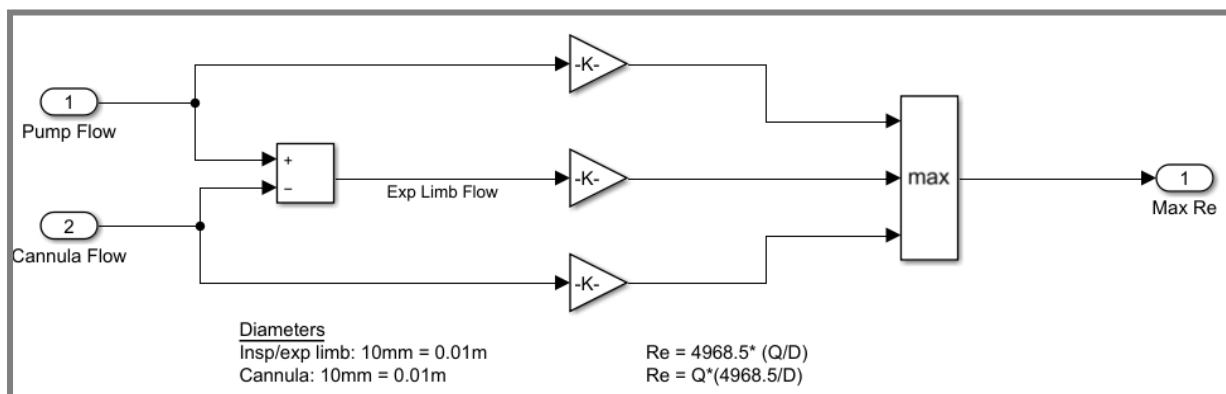 -K-
1
Pump Flow
+
−
Exp Limb Flow
-K-
max
1
Max Re
2
Cannula Flow
-K-
Diameters
Insp/exp limb: 10mm = 0.01m
Cannula: 10mm = 0.01m
Re = 4968.5* (Q/D)
Re = Q*(4968.5/D)